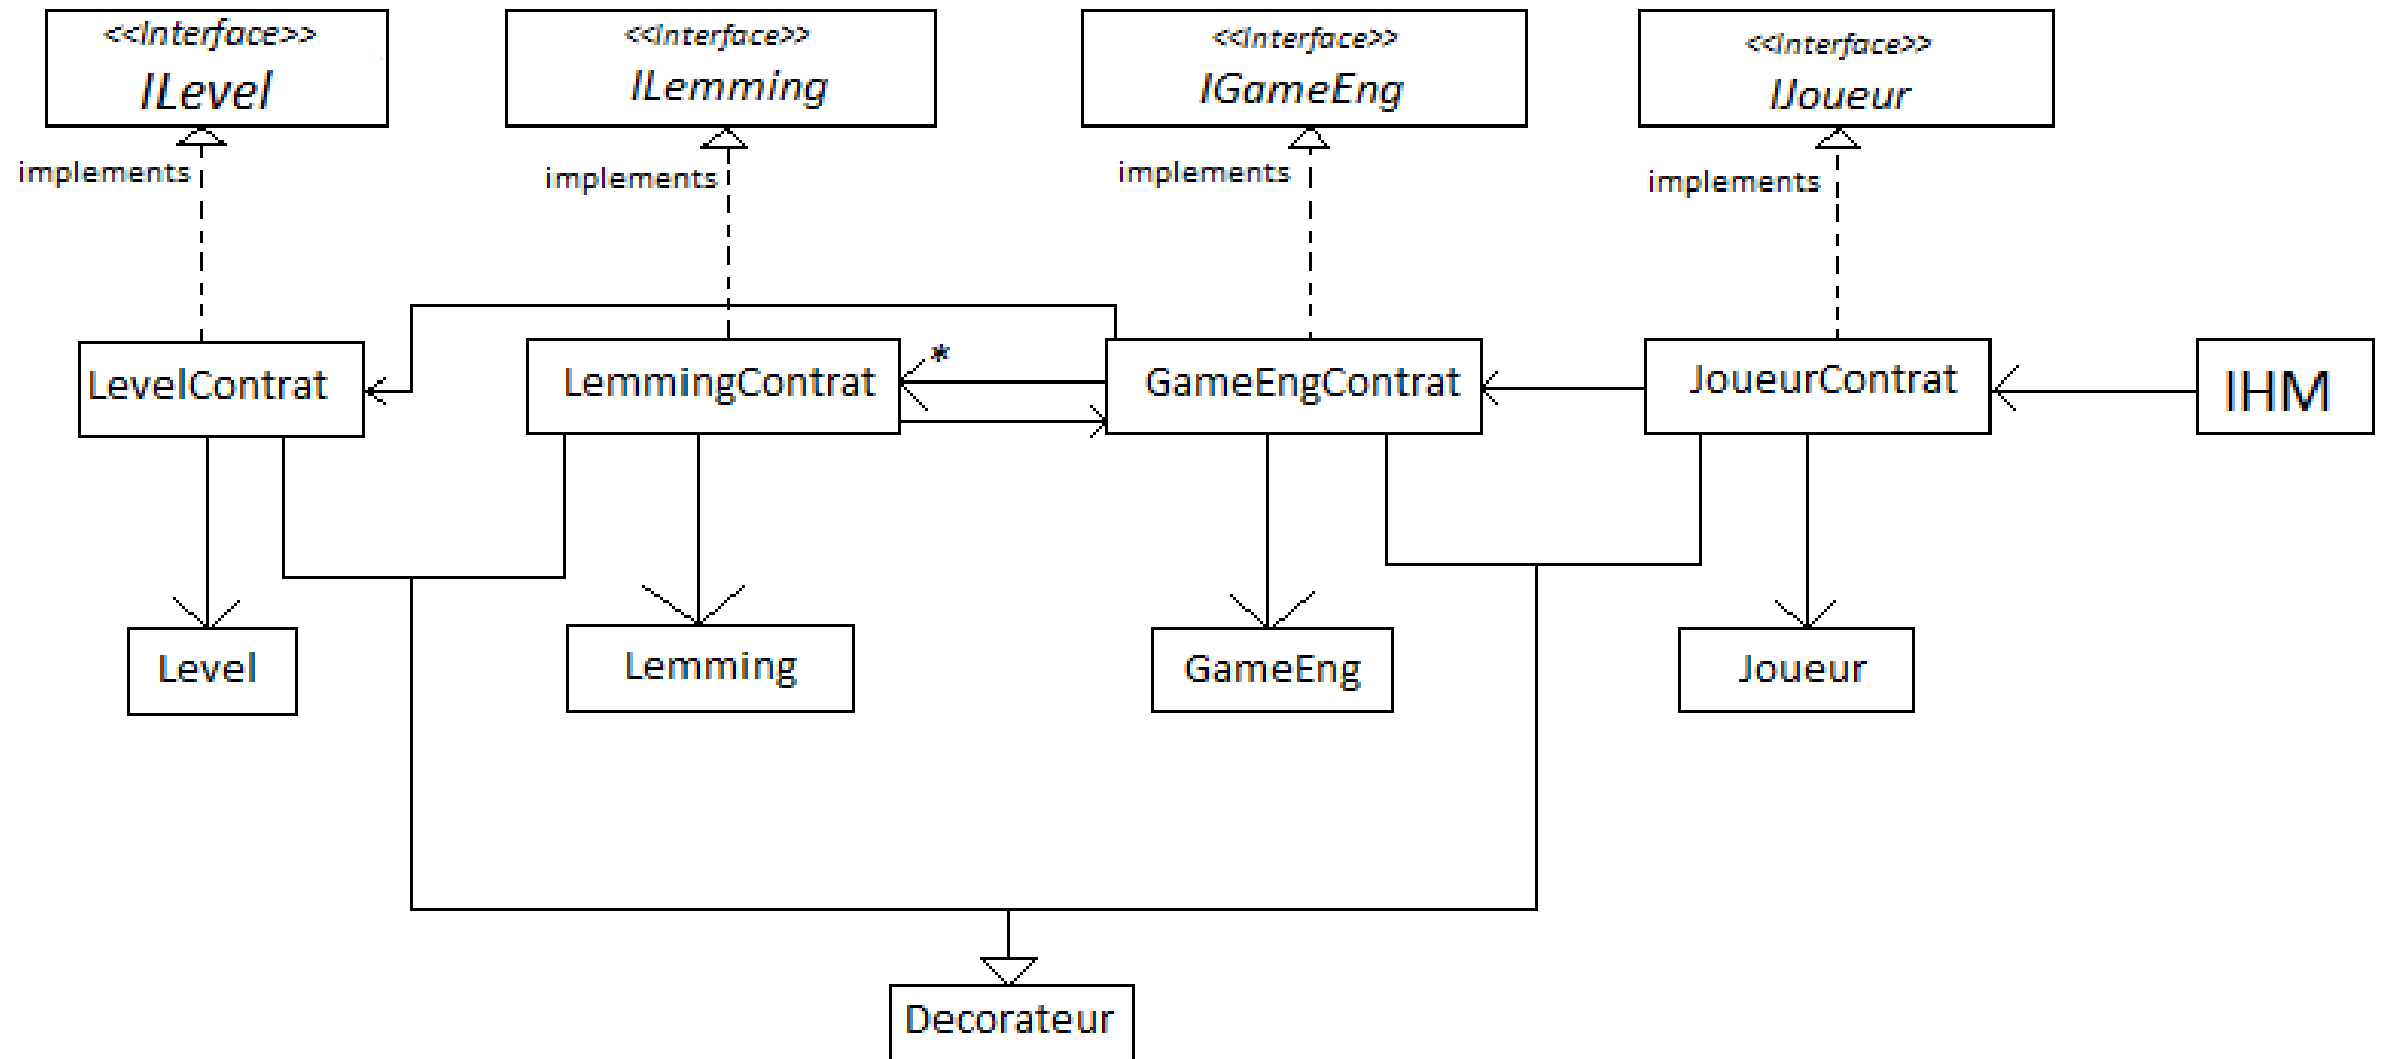 <<Interface>>
ILevel
<<Interface>>
ILemming
<<Interface>>
IGameEng
<<Interface>>
IJoueur
implements
implements
implements
implements
LevelContrat
LemmingContrat
*
GameEngContrat
JoueurContrat
IHM
Level
Lemming
GameEng
Joueur
Decorateur